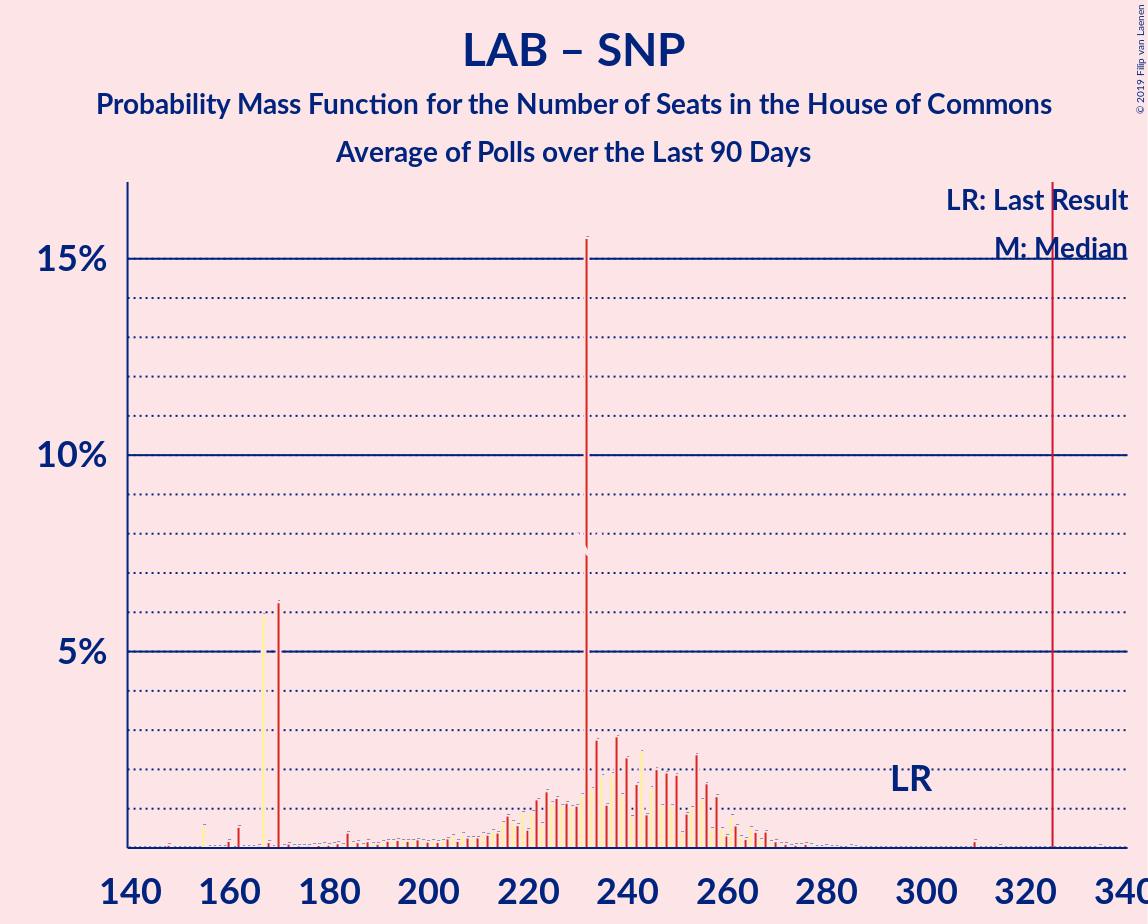 LAB – SNP
Probability Mass Function for the Number of Seats in the House of Commons
Average of Polls over the Last 90 Days
© 2019 Filip van Laenen
LR: Last Result
M: Median
15%
10%
5%
LR
140 160 180 200 220 240 260 280 300 320 340